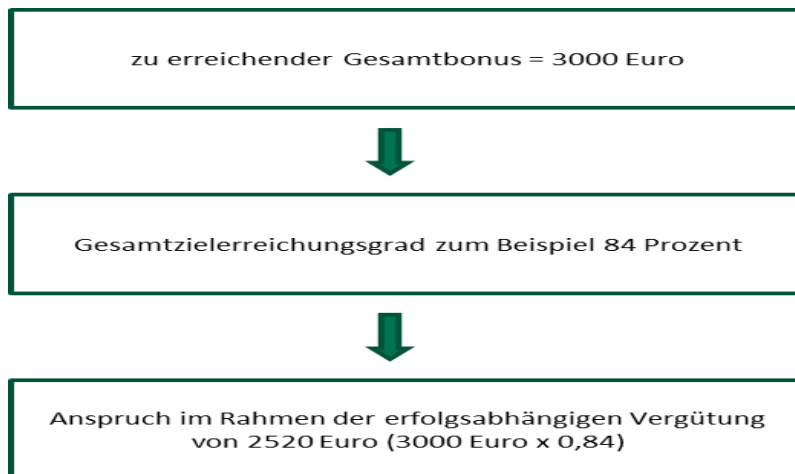 zu erreichender Gesamtbonus = 3000 Euro
Gesamtzielerreichungsgrad zum Beispiel 84 Prozent
Anspruch im Rahmen der erfolgsabhängigen Vergütung
von 2520 Euro (3000 Euro x 0,84)